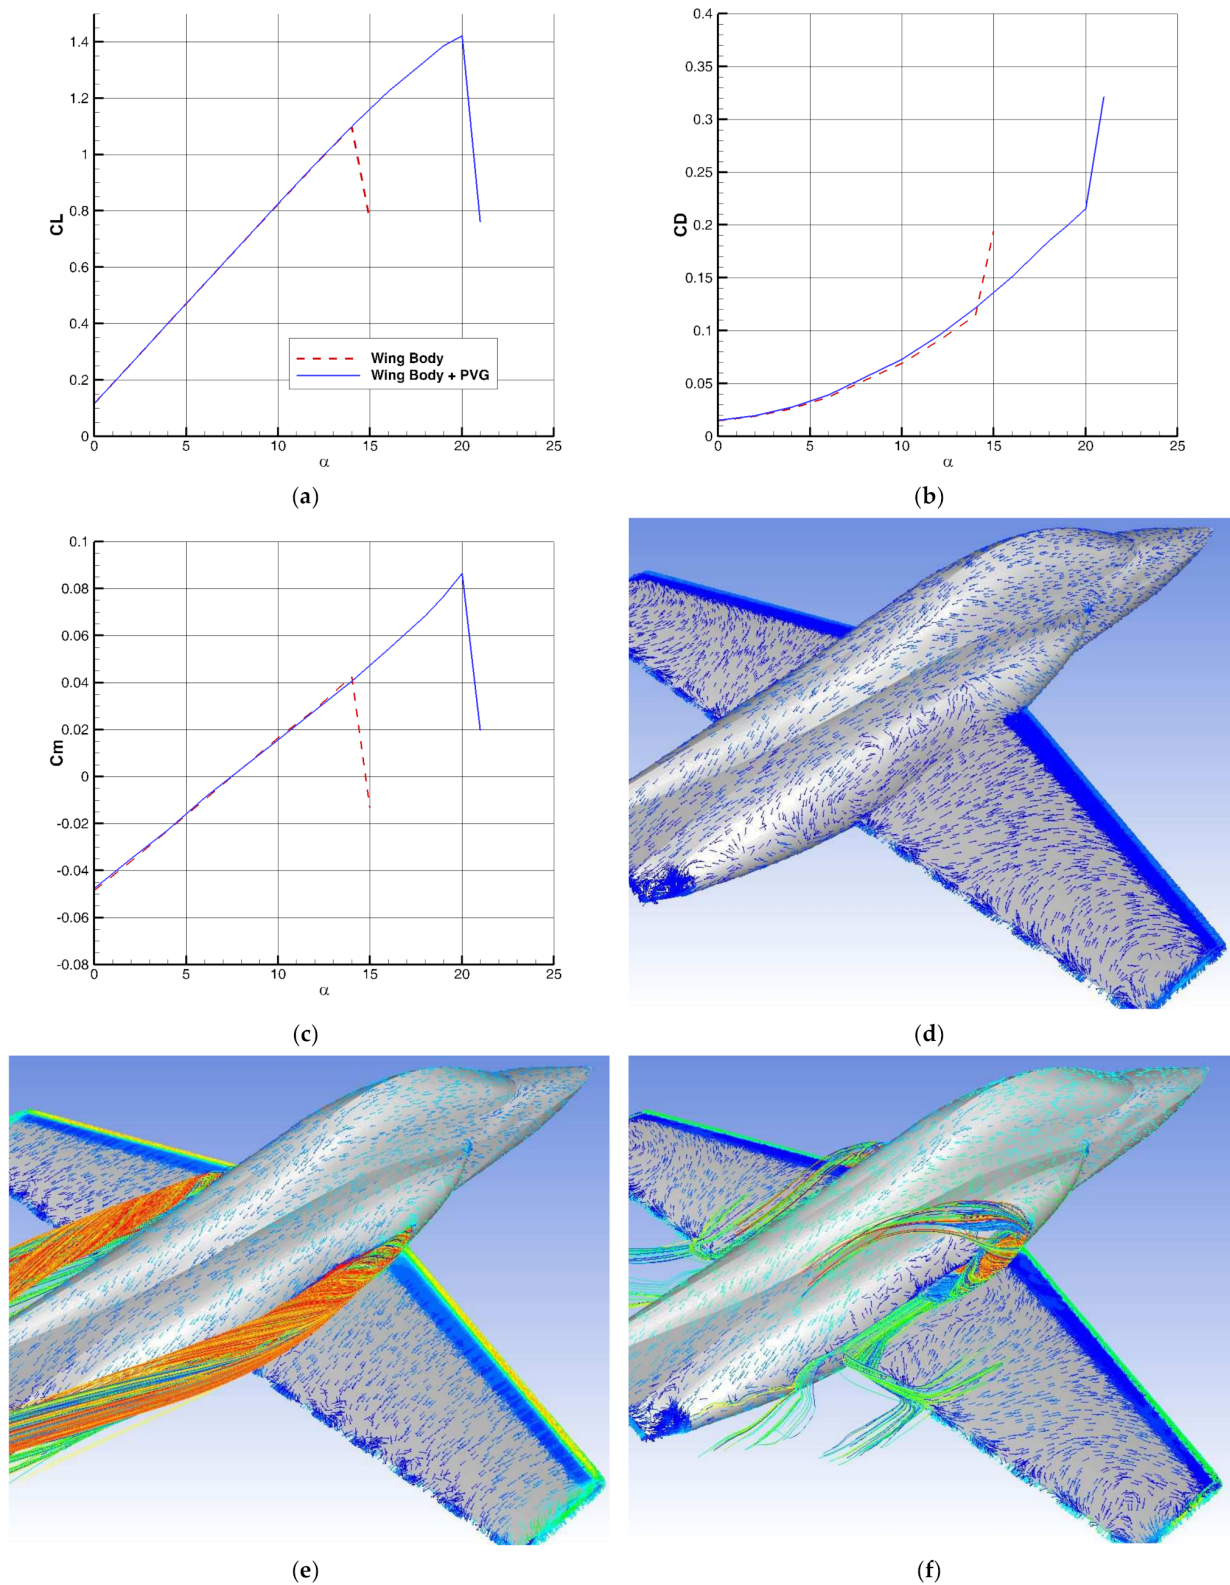 1.4
1.2
1
0.8
0.6
0.4
0.2
0
CL
0 5 10 15 20 25
α
Wing Body
Wing Body + PVG
(a)
0.4
0.35
0.3
0.25
0.2
0.15
0.1
0.05
0
CD
0 5 10 15 20 25
α
(b)
0.1
0.08
0.06
0.04
0.02
0
-0.02
-0.04
-0.06
-0.08
Cm
0 5 10 15 20 25
α
(c)
(d)
(e)
(f)